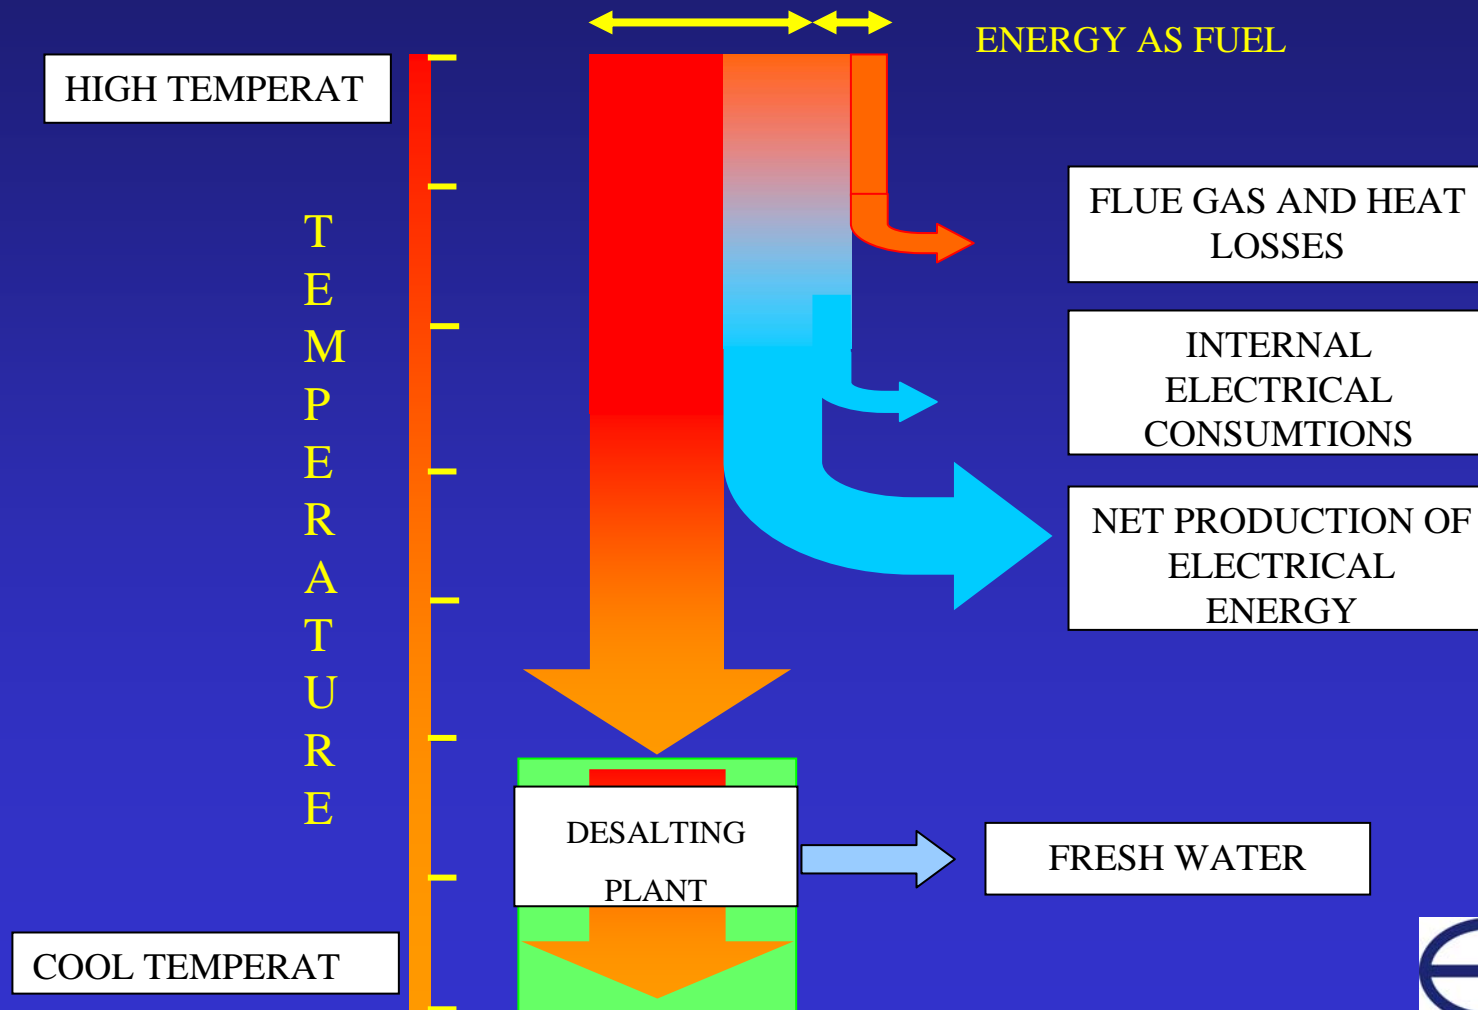 ENERGY AS FUEL
HIGH TEMPERAT
TEMPERATURE
FLUE GAS AND HEAT
LOSSES
INTERNAL
ELECTRICAL
CONSUMTIONS
NET PRODUCTION OF
ELECTRICAL
ENERGY
DESALTING
PLANT
FRESH WATER
COOL TEMPERAT